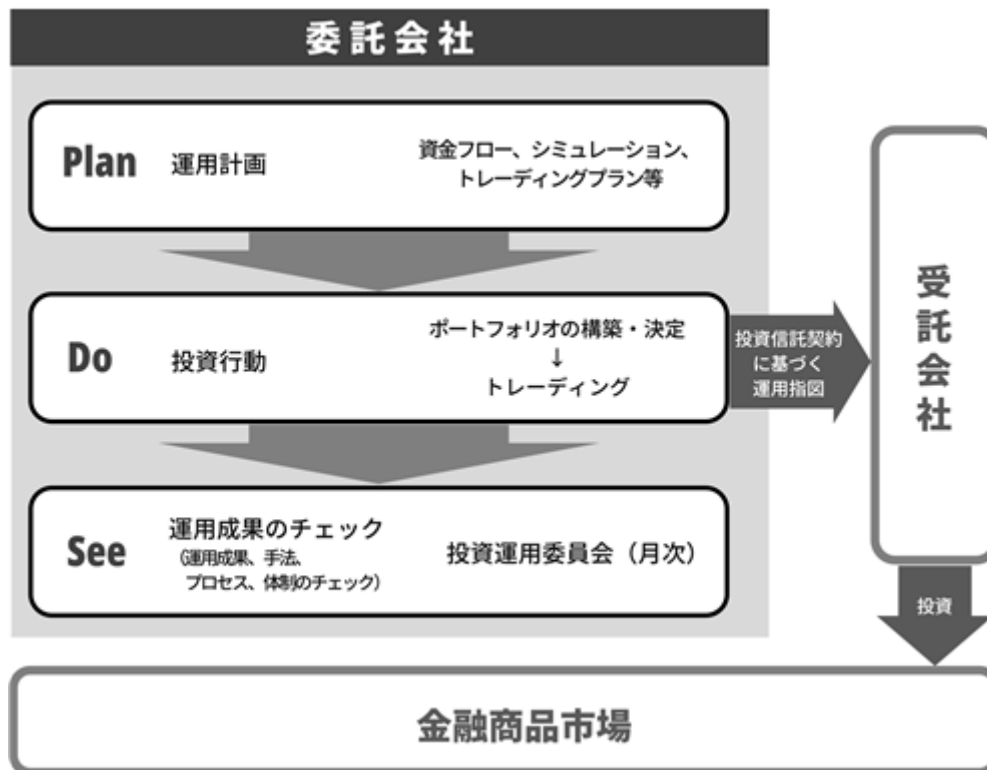 委託会社
Plan 運用計画 資金フロー、シミュレーション、
トレーディングプラン等
Do 投資行動 ポートフォリオの構築・決定
↓
トレーディング
投資信託契約
に基づく
運用指図
受託会社
See 運用成果のチェック
(運用成果、手法、
プロセス、体制のチェック)
投資運用委員会（月次）
投資
金融商品市場